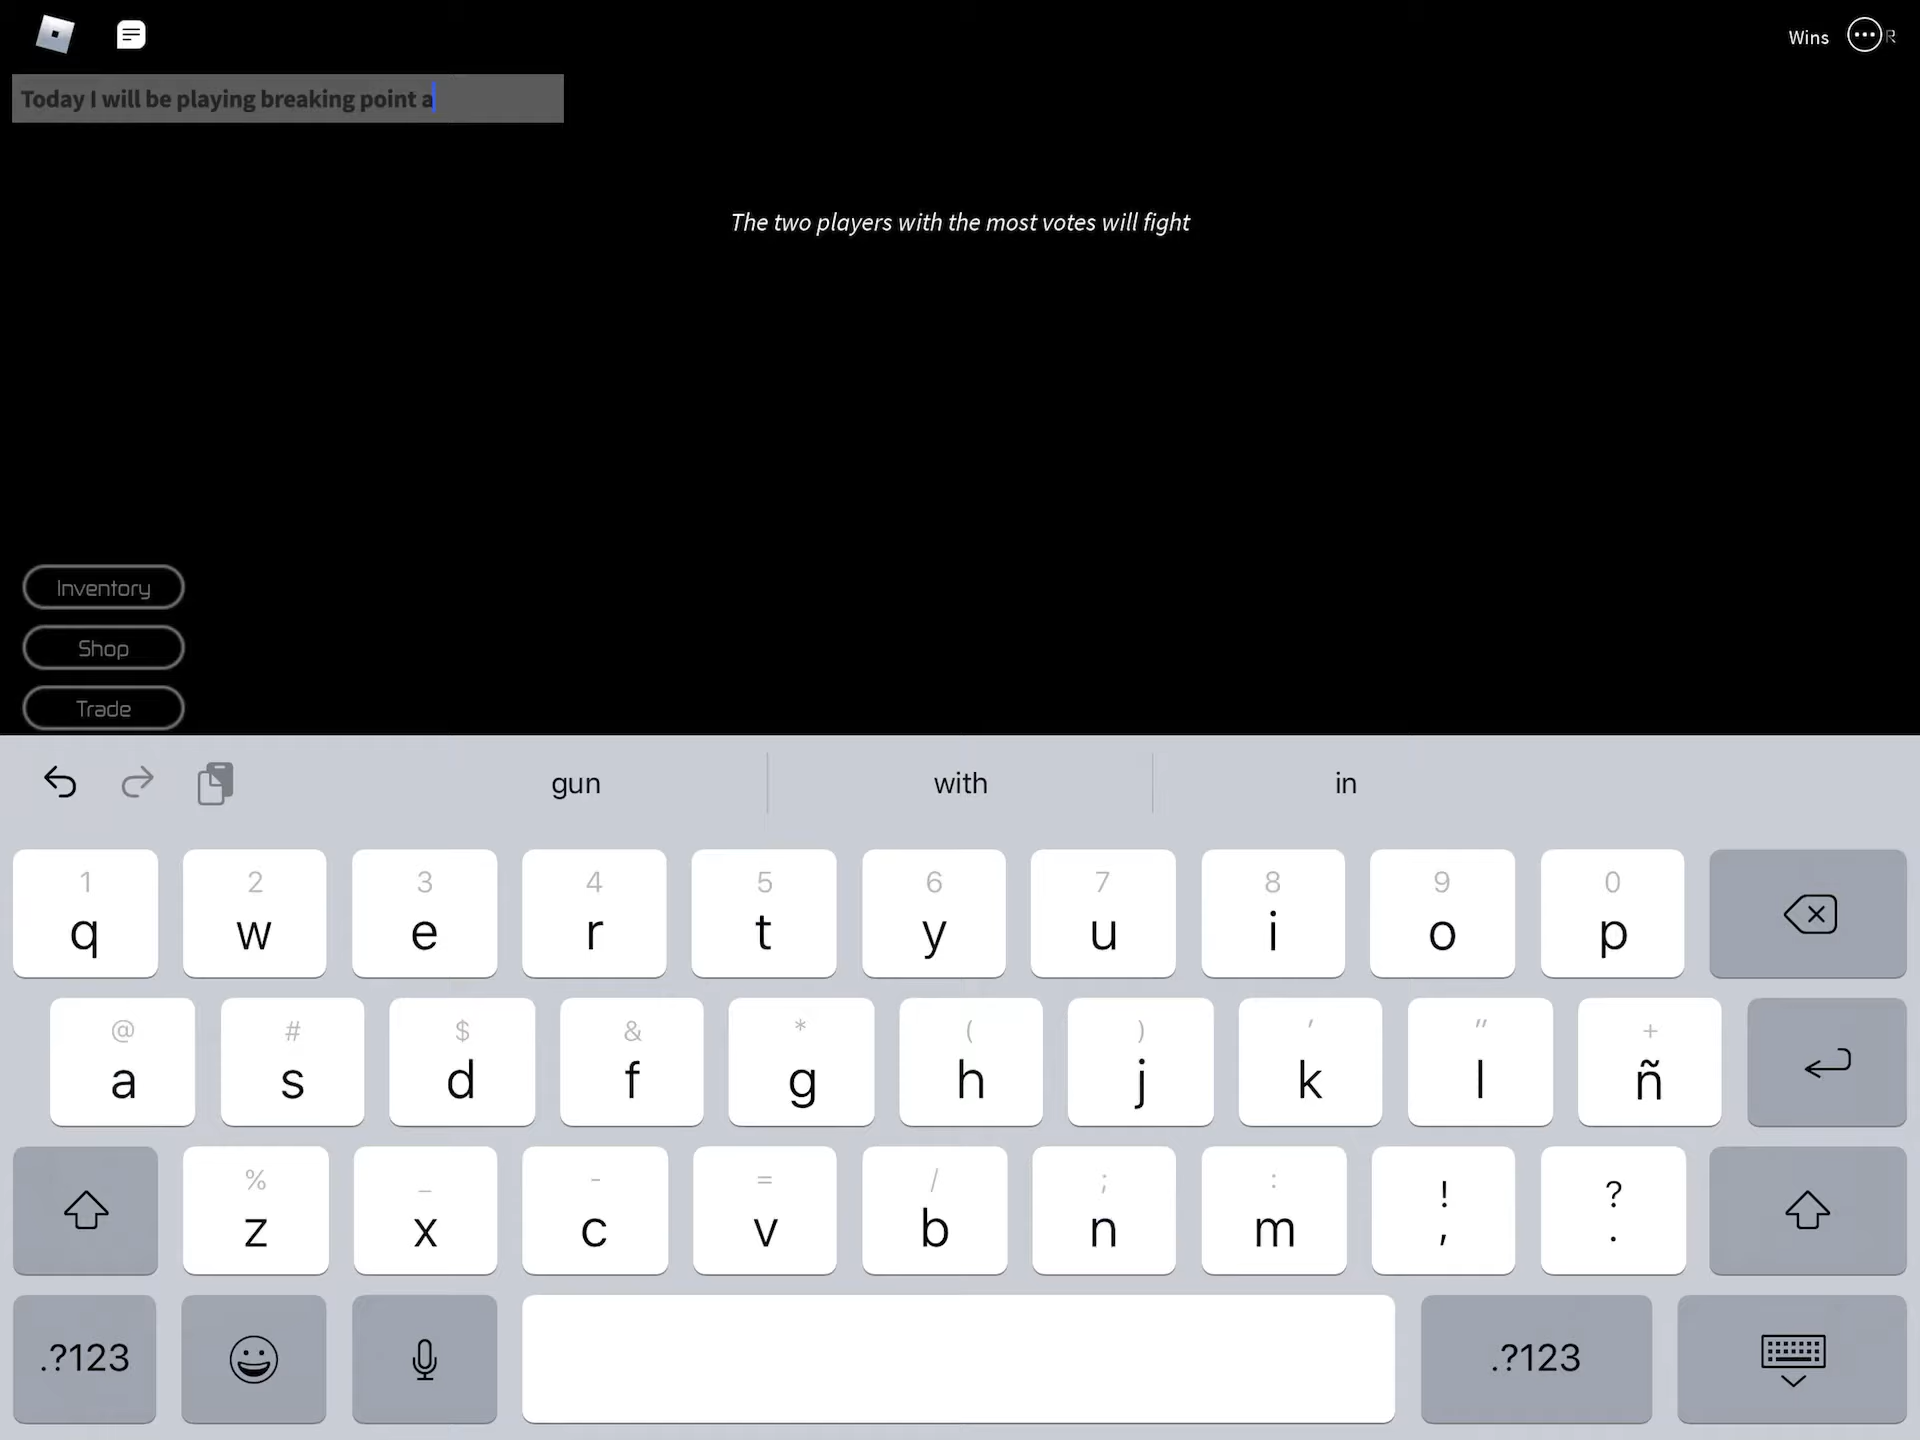 Wins
R
Today I will be playing breaking point a
The two players with the most votes will fight
Inventory
Shop
Trade
gun with in
1 2 3 4 5 6 7 8 9 0
q w e r t y u i o p
@ # $ & * ( ) ' " +
a s d f g h j k l ñ
% _ - = / ; : ! ?
z x c v b n m , .
.?123 .?123